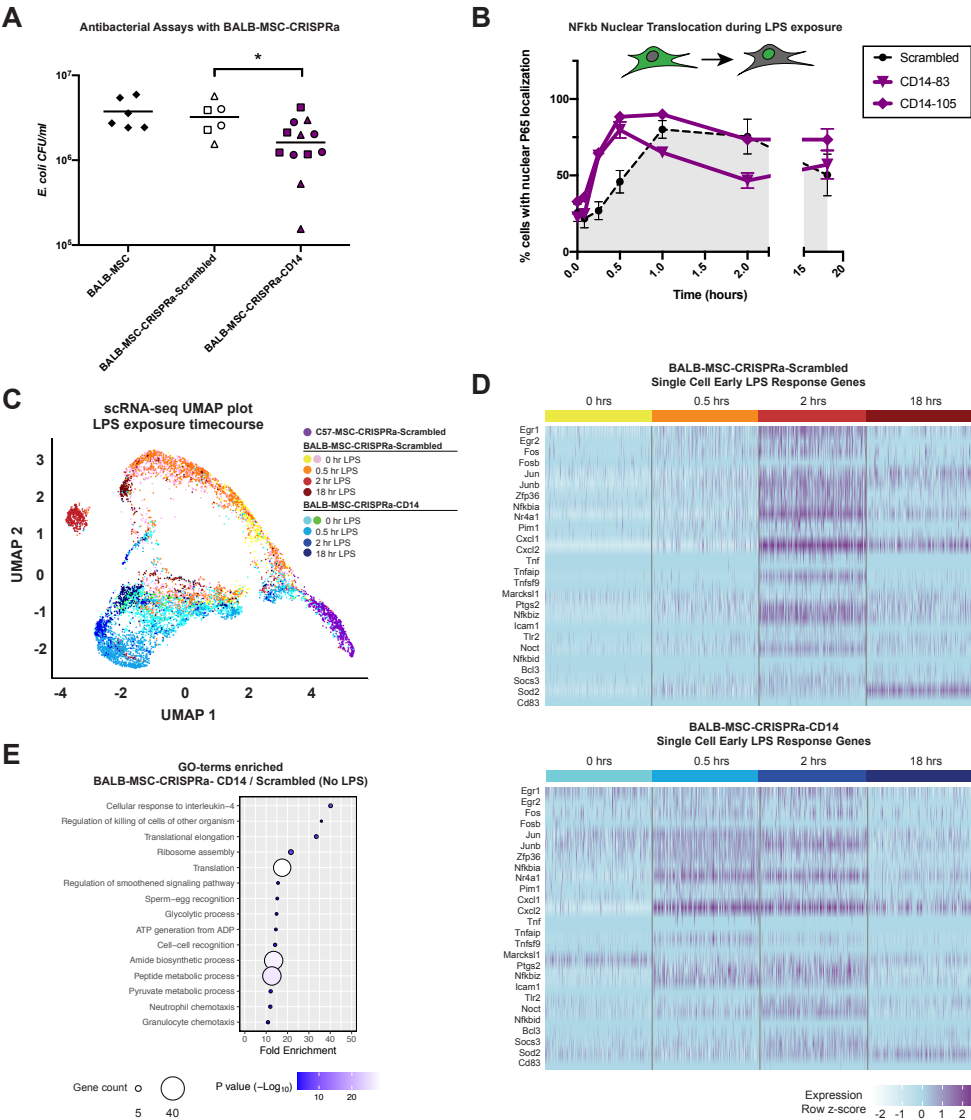 A
Antibacterial Assays with BALB-MSC-CRISPRa
*
10⁷
10⁶
10⁵
E. coli CFU/ml
BALB-MSC
BALB-MSC-CRISPRa-Scrambled
BALB-MSC-CRISPRa-CD14
B
NFkb Nuclear Translocation during LPS exposure
Scrambled
CD14-83
CD14-105
100
50
0
% cells with nuclear P65 localization
0.0 0.5 1.0 1.5 2.0 15 20
Time (hours)
C
scRNA-seq UMAP plot
LPS exposure timecourse
C57-MSC-CRISPRa-Scrambled
BALB-MSC-CRISPRa-Scrambled
0 hr LPS
0.5 hr LPS
2 hr LPS
18 hr LPS
BALB-MSC-CRISPRa-CD14
0 hr LPS
0.5 hr LPS
2 hr LPS
18 hr LPS
3
2
1
0
-1
-2
UMAP 2
-4 -2 0 2 4
UMAP 1
D
BALB-MSC-CRISPRa-Scrambled
Single Cell Early LPS Response Genes
0 hrs 0.5 hrs 2 hrs 18 hrs
Egr1
Egr2
Fos
Fosb
Jun
Junb
Zfp36
Nfkbia
Nr4a1
Pim1
Cxcl1
Cxcl2
Tnf
Tnfaip
Tnfsf9
Marcksl1
Ptgs2
Nfkbiz
Icam1
Tlr2
Noct
Nfkbid
Bcl3
Socs3
Sod2
Cd83
BALB-MSC-CRISPRa-CD14
Single Cell Early LPS Response Genes
0 hrs 0.5 hrs 2 hrs 18 hrs
Egr1
Egr2
Fos
Fosb
Jun
Junb
Zfp36
Nfkbia
Nr4a1
Pim1
Cxcl1
Cxcl2
Tnf
Tnfaip
Tnfsf9
Marcksl1
Ptgs2
Nfkbiz
Icam1
Tlr2
Noct
Nfkbid
Bcl3
Socs3
Sod2
Cd83
Expression
Row z-score
-2 -1 0 1 2
E
GO-terms enriched
BALB-MSC-CRISPRa- CD14 / Scrambled (No LPS)
Cellular response to interleukin−4
Regulation of killing of cells of other organism
Translational elongation
Ribosome assembly
Translation
Regulation of smoothened signaling pathway
Sperm−egg recognition
Glycolytic process
ATP generation from ADP
Cell−cell recognition
Amide biosynthetic process
Peptide metabolic process
Pyruvate metabolic process
Neutrophil chemotaxis
Granulocyte chemotaxis
0 10 20 30 40 50
Fold Enrichment
Gene count
5 40
P value (−Log₁₀)
10 20